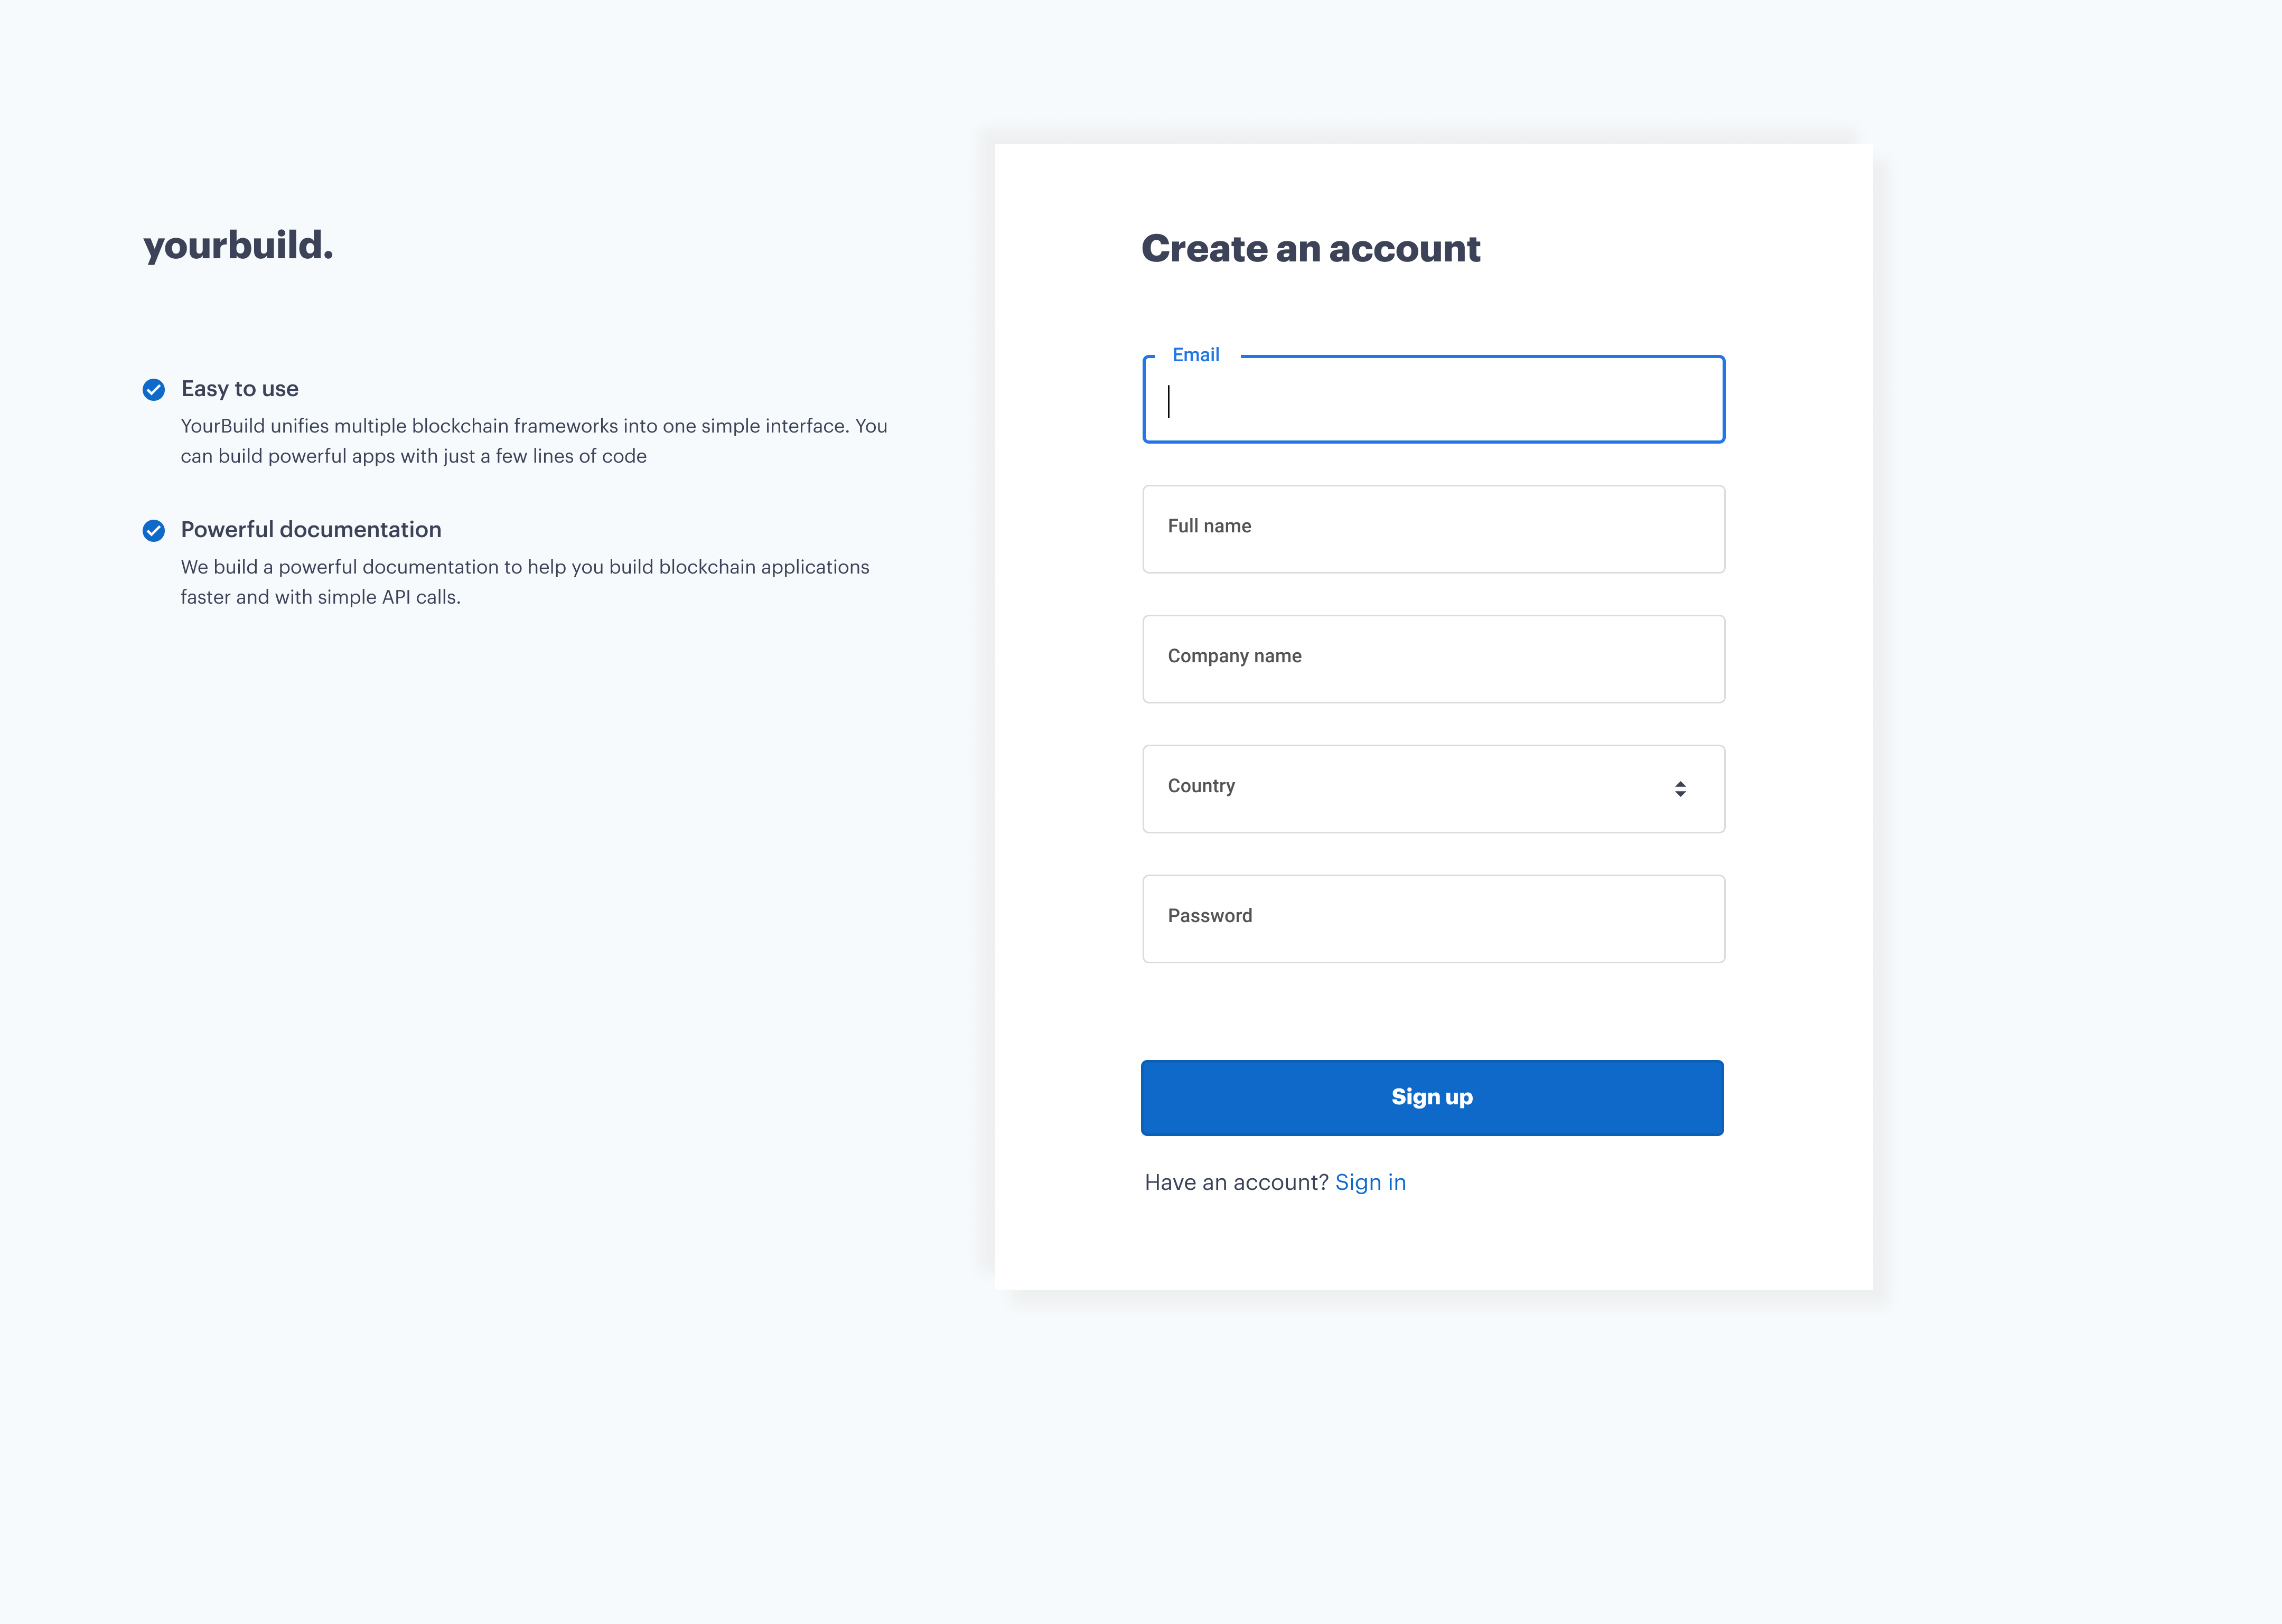 yourbuild.
Easy to use
YourBuild unifies multiple blockchain frameworks into one simple interface. You
can build powerful apps with just a few lines of code
Powerful documentation
We build a powerful documentation to help you build blockchain applications
faster and with simple API calls.
Create an account
Email
Full name
Company name
Country
Password
Sign up
Have an account? Sign in